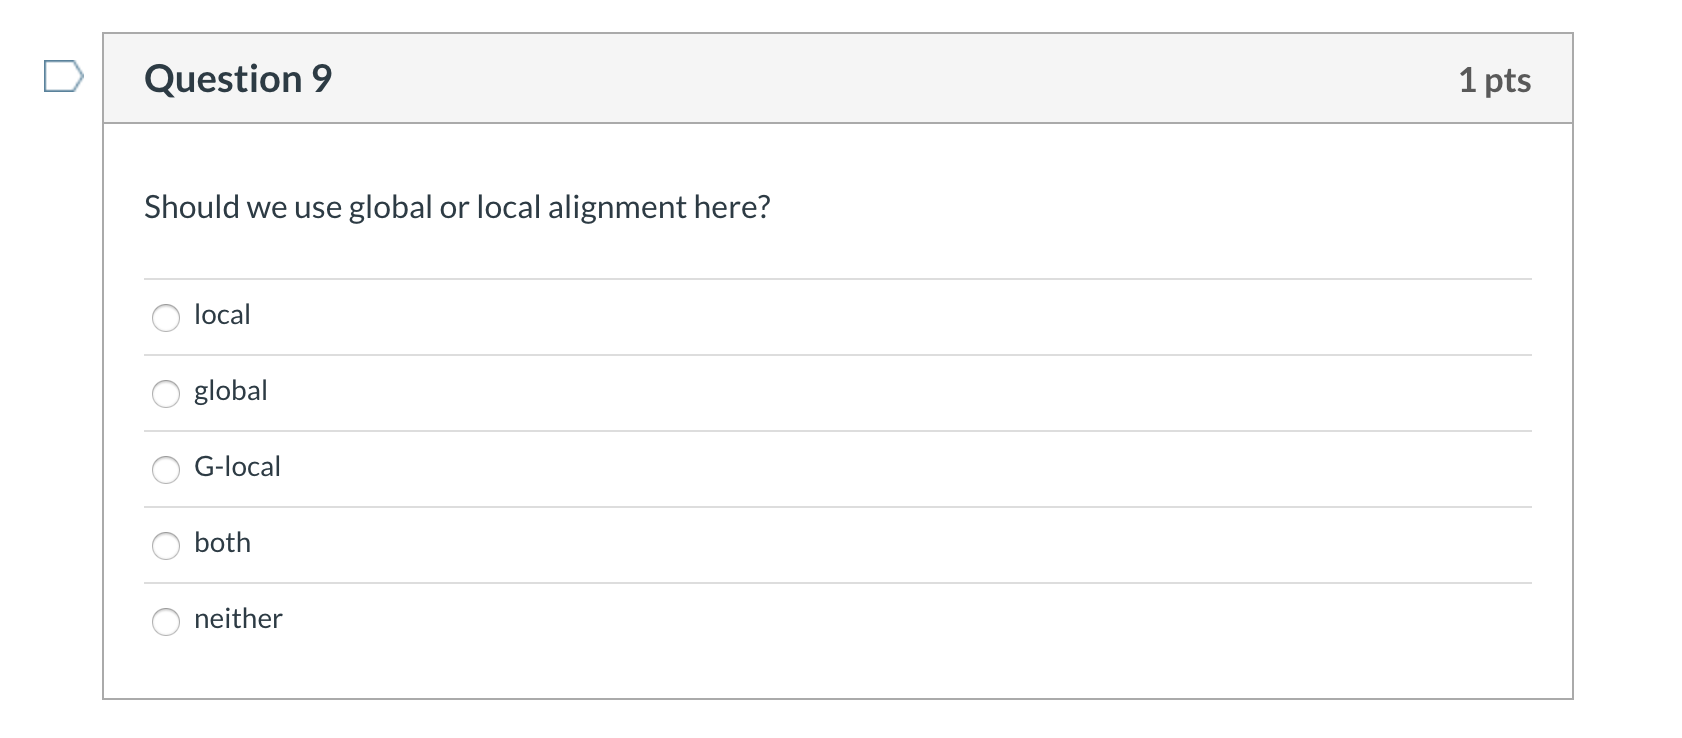 Question 9
1 pts
Should we use global or local alignment here?
local
global
G-local
both
neither